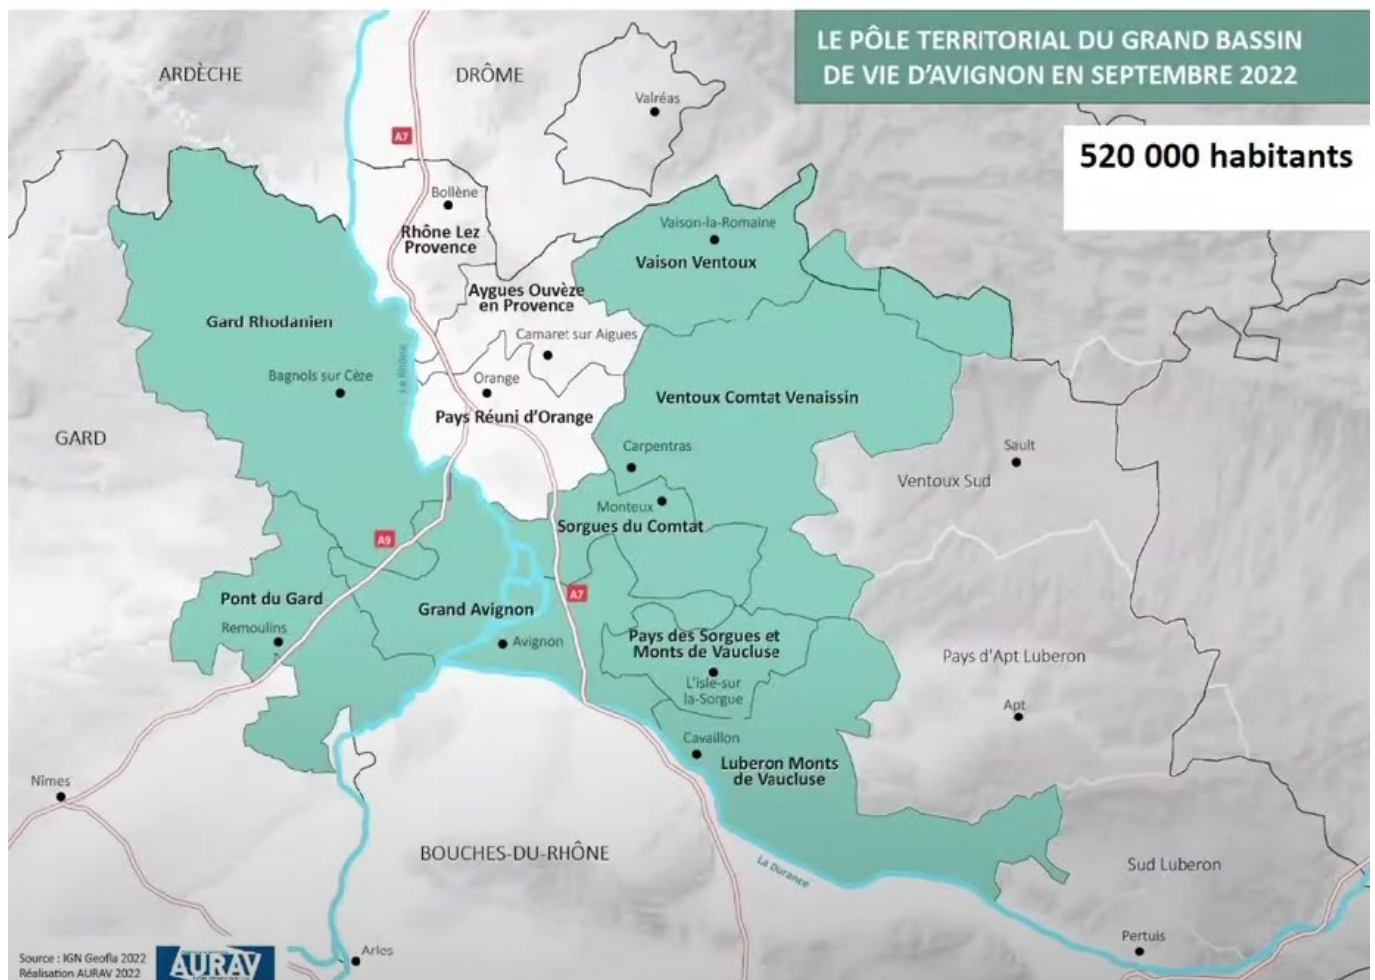 LE PÔLE TERRITORIAL DU GRAND BASSIN
DE VIE D'AVIGNON EN SEPTEMBRE 2022
520 000 habitants
ARDÈCHE
DRÔME
Valréas
A7
Bollène
Rhône Lez
Provence
Vaison-la-Romaine
Vaison Ventoux
Aygues Ouvèze
en Provence
Gard Rhodanien
Camaret sur Aigues
Le Rhône
Bagnols sur Cèze
Orange
Pays Réuni d'Orange
Ventoux Comtat Venaissin
GARD
Carpentras
Sault
Ventoux Sud
Monteux
Sorgues du Comtat
A9
A7
Pont du Gard
Grand Avignon
Remoulins
Avignon
Pays des Sorgues et
Monts de Vaucluse
L'isle-sur
la-Sorgue
Pays d'Apt Luberon
Apt
Cavaillon
Luberon Monts
de Vaucluse
Nîmes
BOUCHES-DU-RHÔNE
La Durance
Sud Luberon
Pertuis
Arles
Source : IGN Geofla 2022
Réalisation AURAV 2022
AURAV